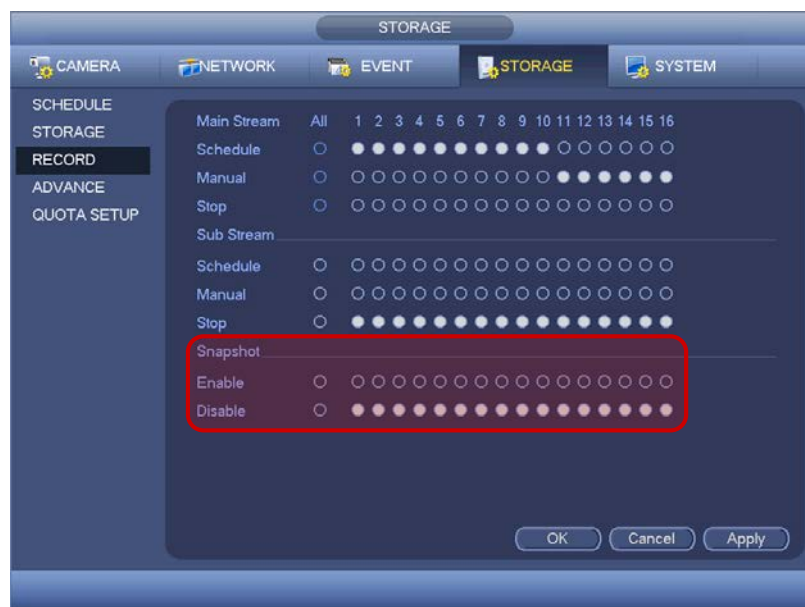 STORAGE
CAMERA NETWORK EVENT STORAGE SYSTEM
SCHEDULE
STORAGE
RECORD
ADVANCE
QUOTA SETUP
Main Stream All 1 2 3 4 5 6 7 8 9 10 11 12 13 14 15 16
Schedule
Manual
Stop
Sub Stream
Schedule
Manual
Stop
Snapshot
Enable
Disable
OK Cancel Apply